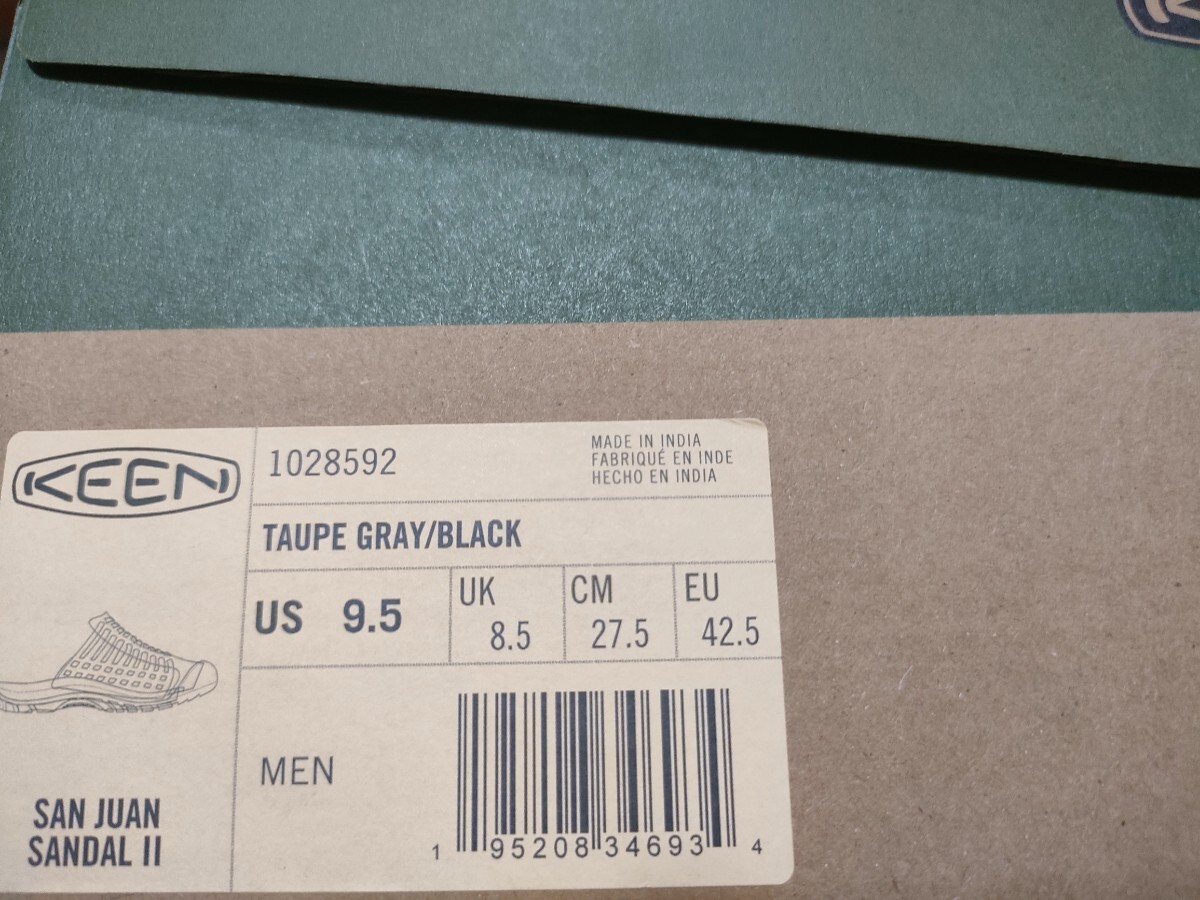 KEEN
1028592
MADE IN INDIA
FABRIQUÉ EN INDE
HECHO EN INDIA
TAUPE GRAY/BLACK
US 9.5
UK
8.5
CM
27.5
EU
42.5
MEN
SAN JUAN
SANDAL II
1 95208 34693 4